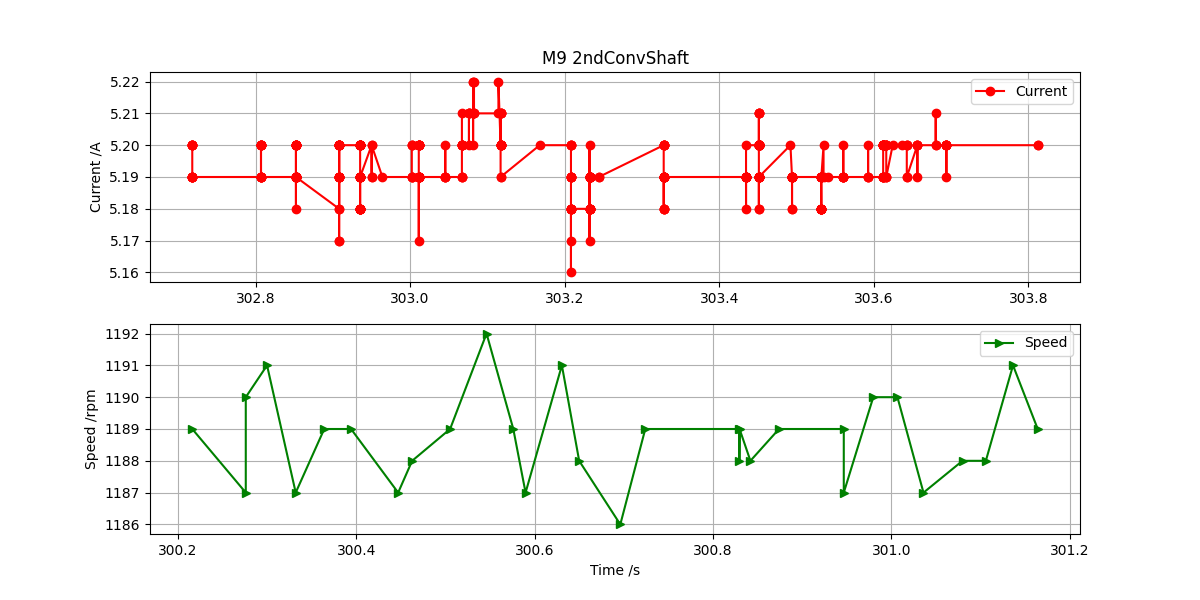 M9 2ndConvShaft
Current /A
5.22
5.21
5.20
5.19
5.18
5.17
5.16
Current
302.8 303.0 303.2 303.4 303.6 303.8
Speed /rpm
1192
1191
1190
1189
1188
1187
1186
Speed
300.2 300.4 300.6 300.8 301.0 301.2
Time /s